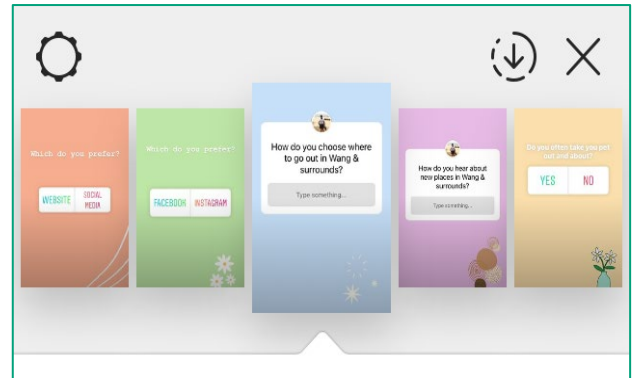 Which do you prefer?
WEBSITE
SOCIAL
MEDIA
Which do you prefer?
FACEBOOK
INSTAGRAM
How do you choose where
to go out in Wang &
surrounds?
Type something...
How do you hear about
new places in Wang &
surrounds?
Type something...
Do you often take you pet
out and about?
YES
NO